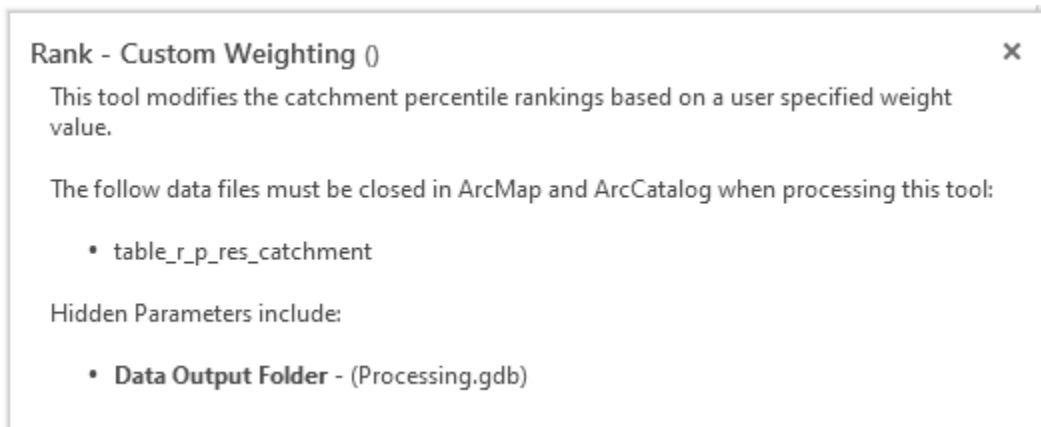 Rank - Custom Weighting ()
This tool modifies the catchment percentile rankings based on a user specified weight
value.
The follow data files must be closed in ArcMap and ArcCatalog when processing this tool:
• table_r_p_res_catchment
Hidden Parameters include:
• Data Output Folder - (Processing.gdb)